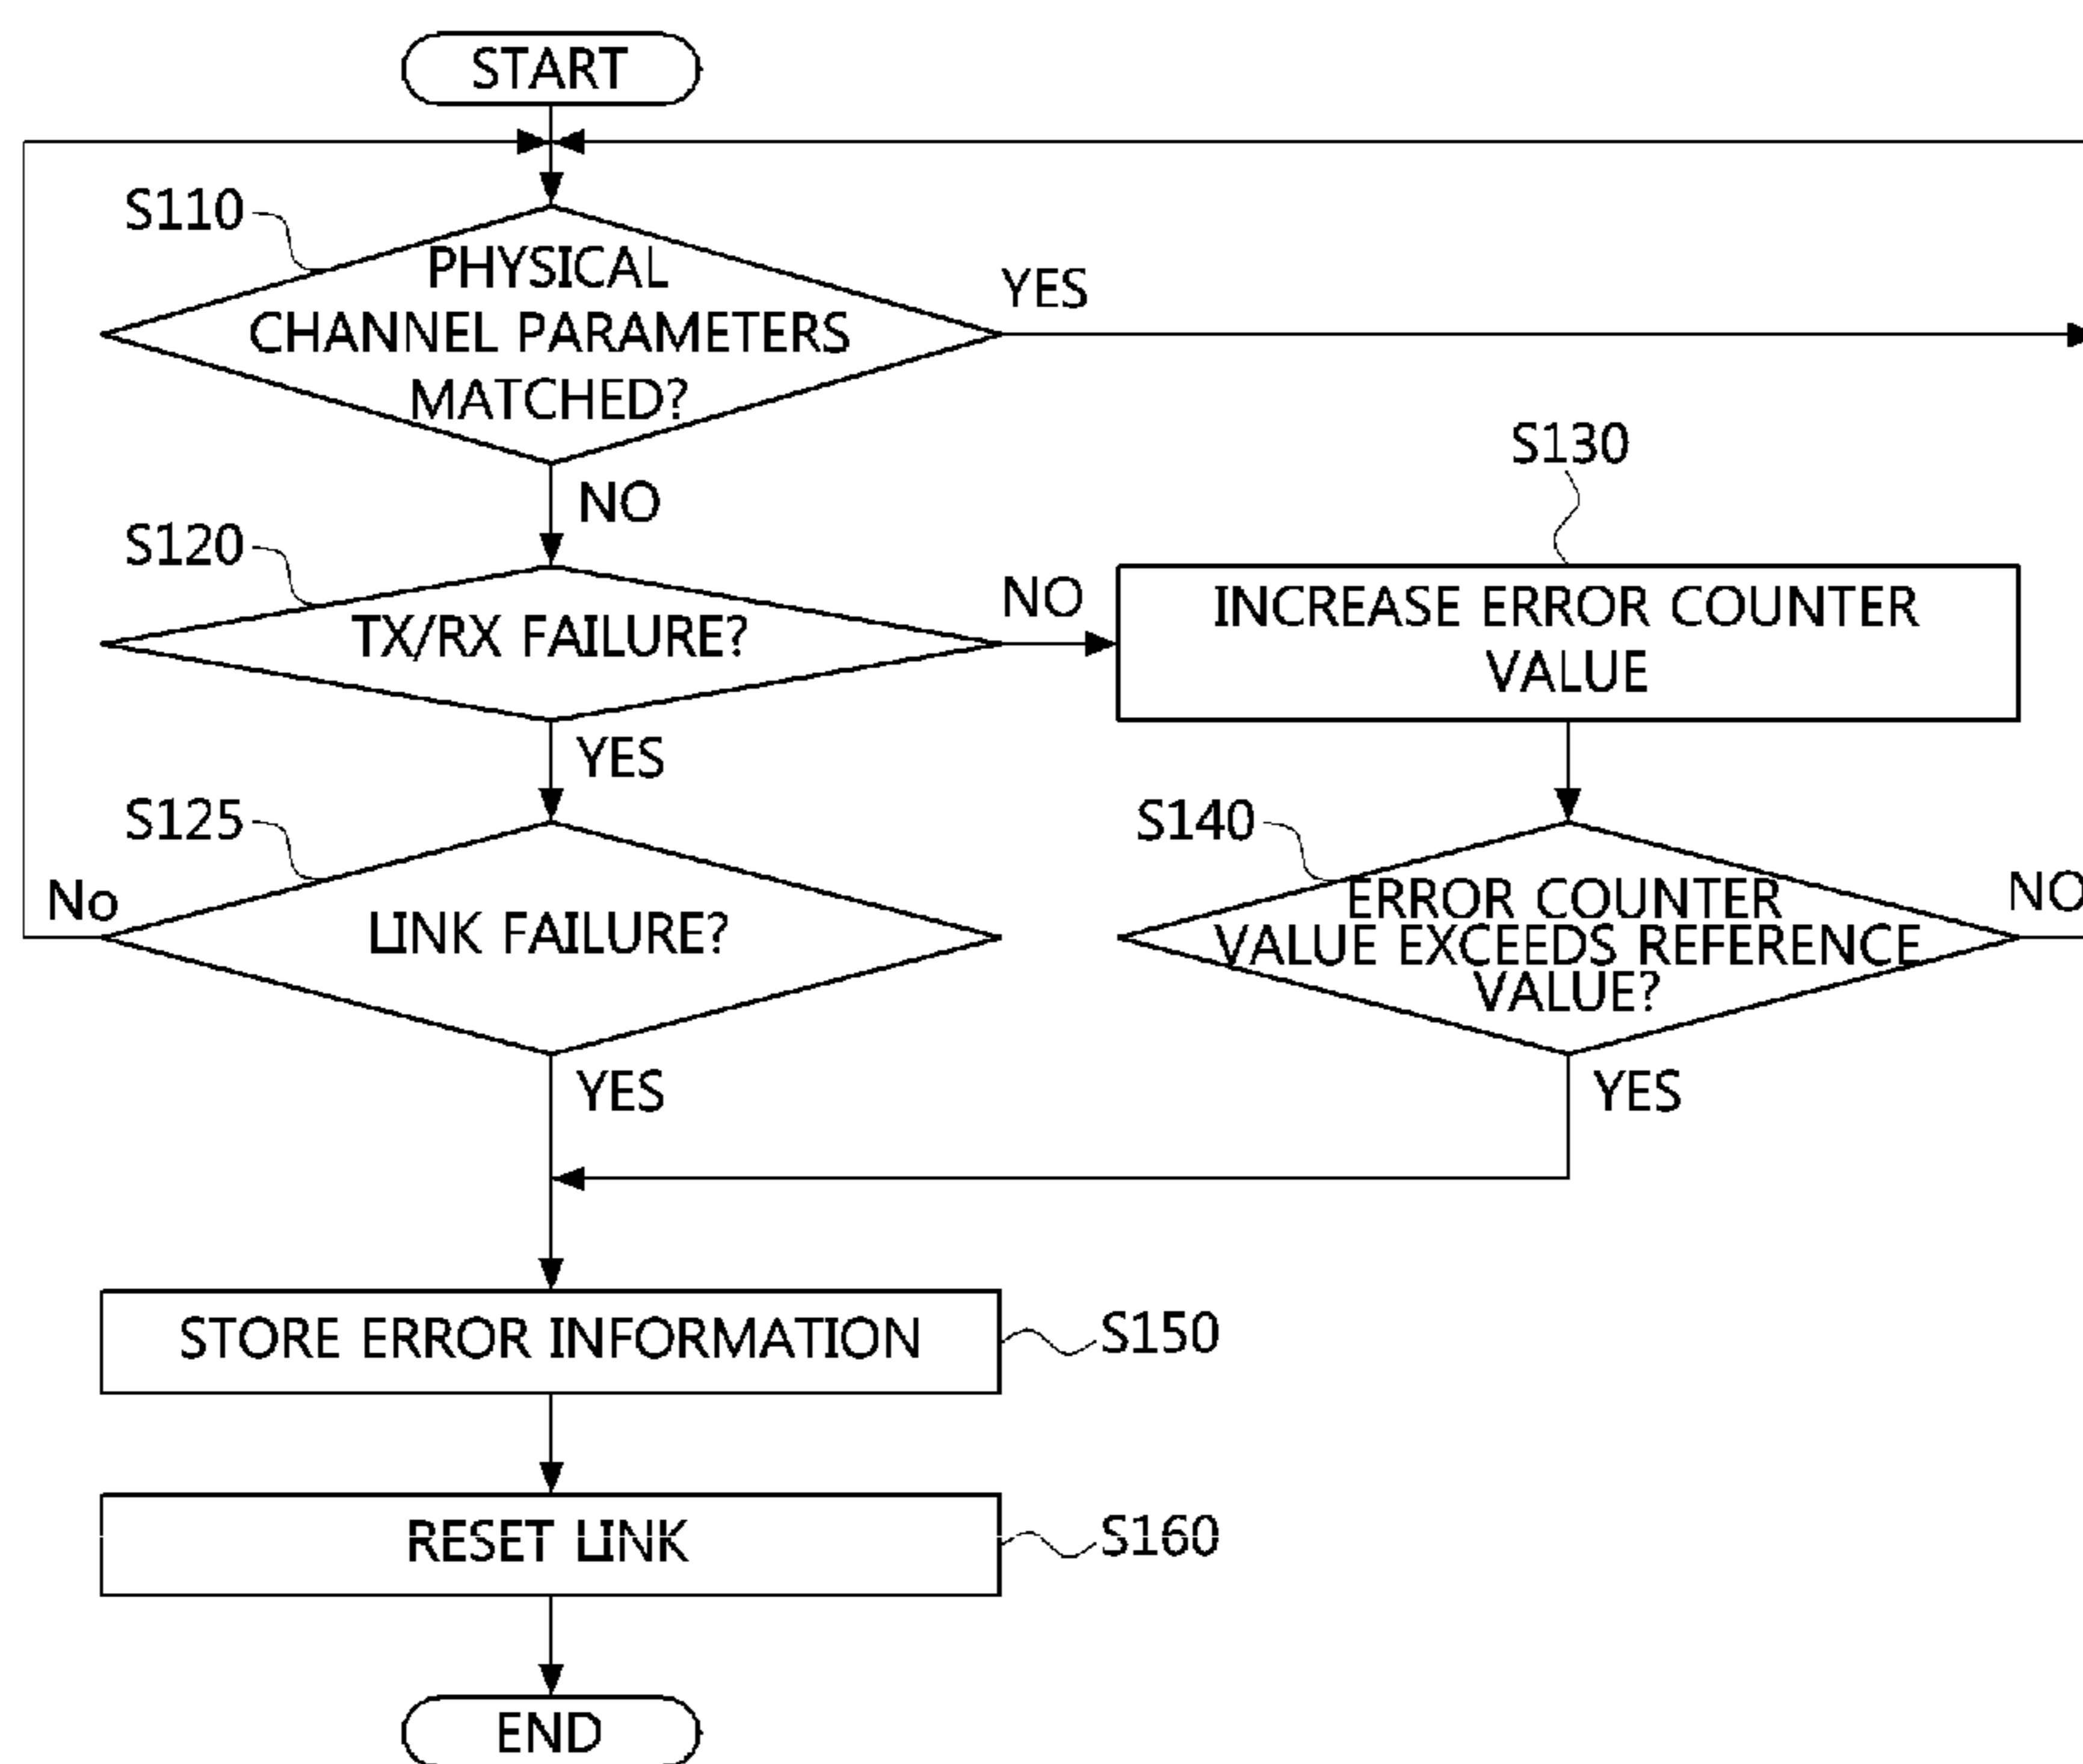 START
S110
PHYSICAL
CHANNEL PARAMETERS
MATCHED?
YES
NO
S120
TX/RX FAILURE?
NO
S130
INCREASE ERROR COUNTER
VALUE
YES
S125
LINK FAILURE?
No
YES
S140
ERROR COUNTER
VALUE EXCEEDS REFERENCE
VALUE?
NO
YES
STORE ERROR INFORMATION
S150
RESET LINK
S160
END